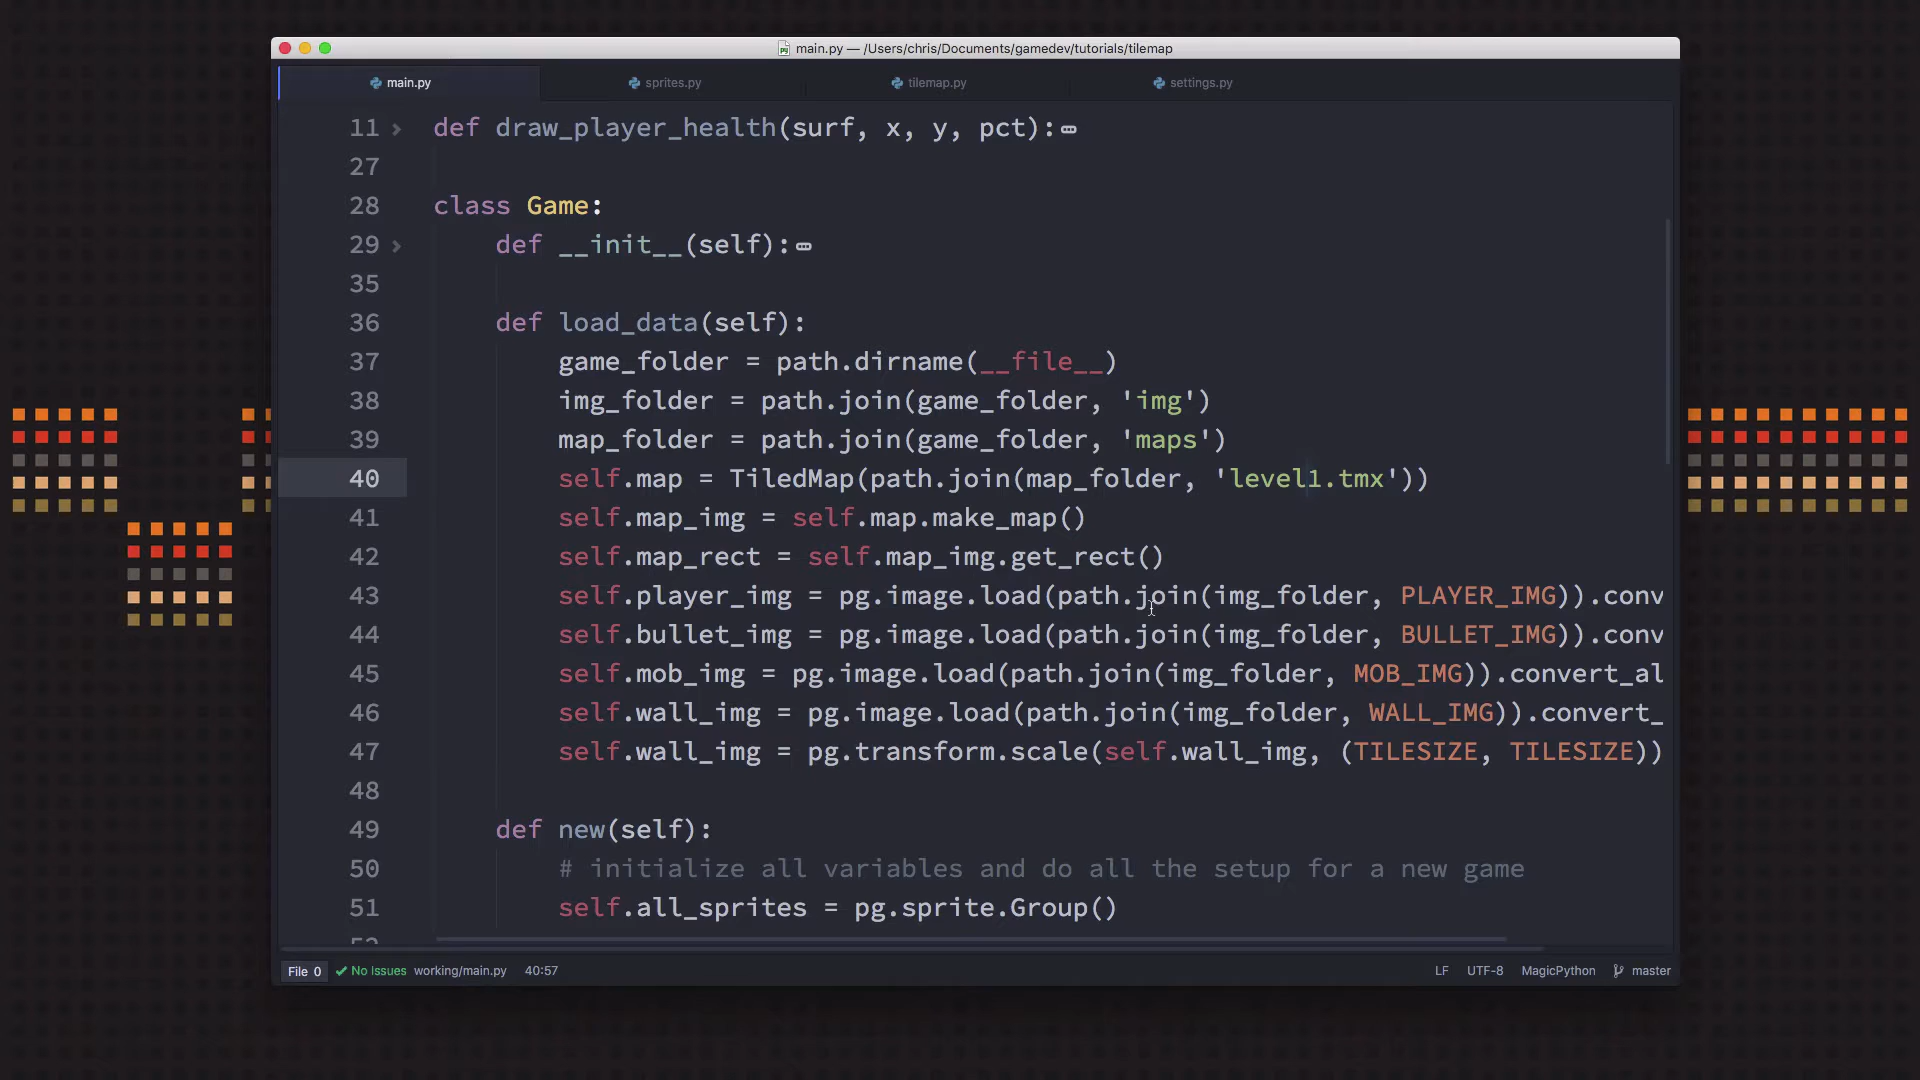 main.py — /Users/chris/Documents/gamedev/tutorials/tilemap
main.py sprites.py tilemap.py settings.py
11 def draw_player_health(surf, x, y, pct):
27
28 class Game:
29 def __init__(self):
35
36 def load_data(self):
37 game_folder = path.dirname(__file__)
38 img_folder = path.join(game_folder, 'img')
39 map_folder = path.join(game_folder, 'maps')
40 self.map = TiledMap(path.join(map_folder, 'level1.tmx'))
41 self.map_img = self.map.make_map()
42 self.map_rect = self.map_img.get_rect()
43 self.player_img = pg.image.load(path.join(img_folder, PLAYER_IMG)).conv
44 self.bullet_img = pg.image.load(path.join(img_folder, BULLET_IMG)).conv
45 self.mob_img = pg.image.load(path.join(img_folder, MOB_IMG)).convert_al
46 self.wall_img = pg.image.load(path.join(img_folder, WALL_IMG)).convert_
47 self.wall_img = pg.transform.scale(self.wall_img, (TILESIZE, TILESIZE))
48
49 def new(self):
50 # initialize all variables and do all the setup for a new game
51 self.all_sprites = pg.sprite.Group()
File 0 No Issues working/main.py 40:57 LF UTF-8 MagicPython master